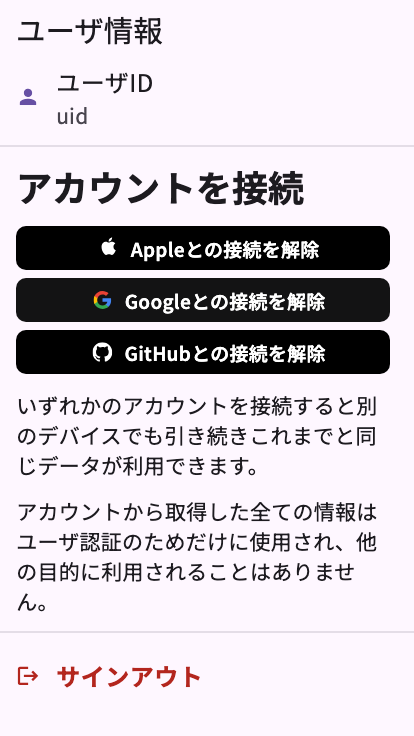 ユーザ情報
ユーザID
uid
アカウントを接続
Appleとの接続を解除
Googleとの接続を解除
GitHubとの接続を解除
いずれかのアカウントを接続すると別
のデバイスでも引き続きこれまでと同
じデータが利用できます。
アカウントから取得した全ての情報は
ユーザ認証のためだけに使用され、他
の目的に利用されることはありませ
ん。
サインアウト